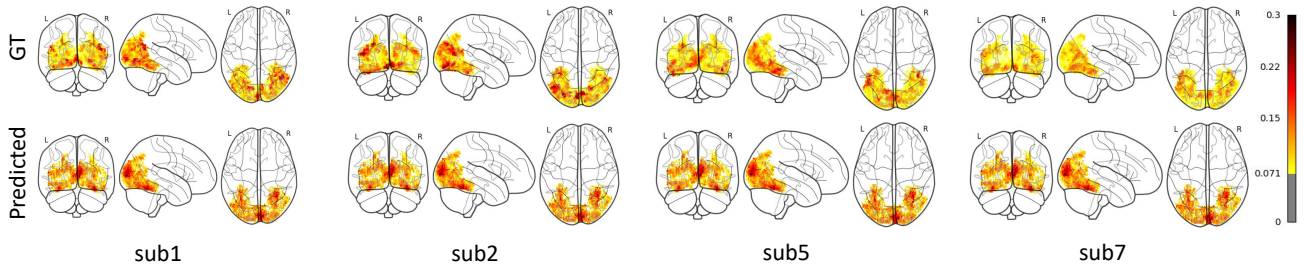 GT
L R L R
L R L R
L R L R
L R L R
0.3
0.22
0.15
0.071
0
Predicted
L R L R
L R L R
L R L R
L R L R
sub1 sub2 sub5 sub7